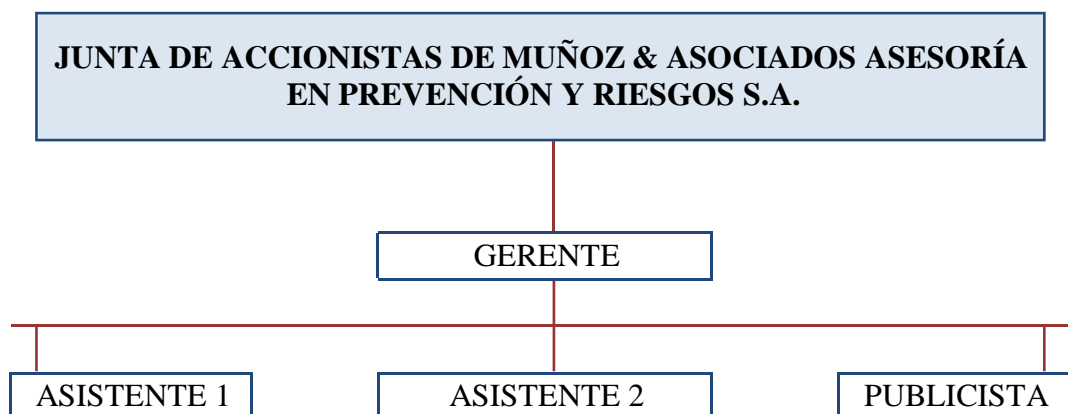 JUNTA DE ACCIONISTAS DE MUÑOZ & ASOCIADOS ASESORÍA
EN PREVENCIÓN Y RIESGOS S.A.
GERENTE
ASISTENTE 1
ASISTENTE 2
PUBLICISTA